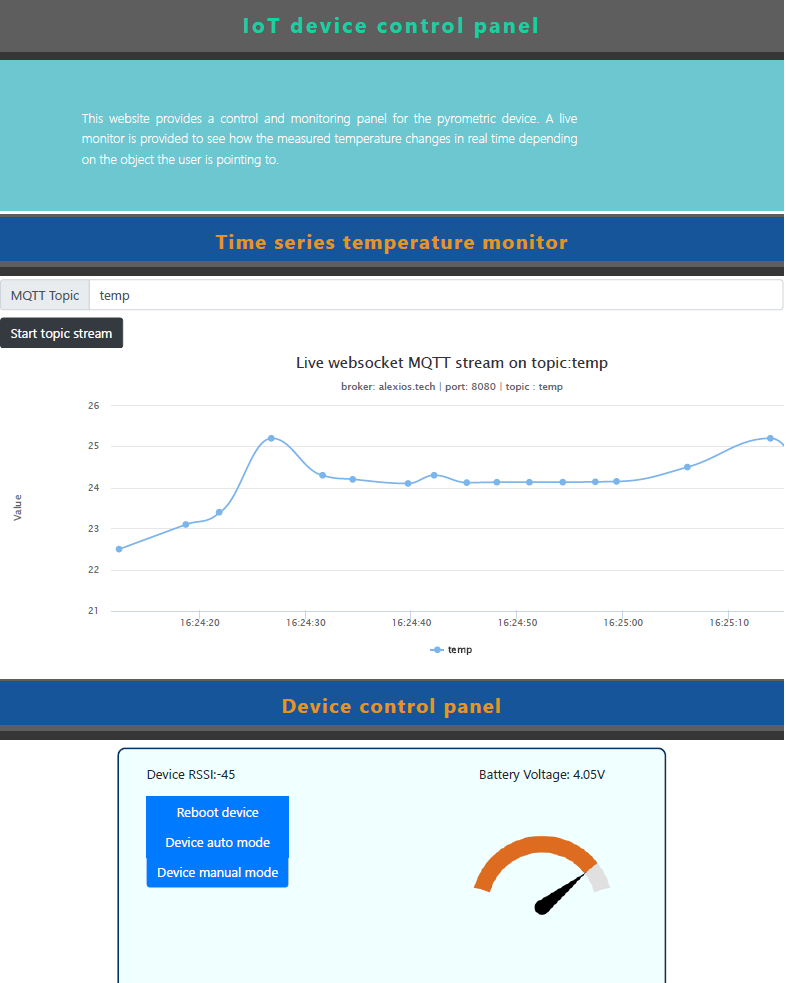 IoT device control panel
This website provides a control and monitoring panel for the pyrometric device. A live
monitor is provided to see how the measured temperature changes in real time depending
on the object the user is pointing to.
Time series temperature monitor
MQTT Topic temp
Start topic stream
Live websocket MQTT stream on topic:temp
broker: alexios.tech | port: 8080 | topic : temp
26
25
24
23
22
21
Value
16:24:20 16:24:30 16:24:40 16:24:50 16:25:00 16:25:10
temp
Device control panel
Device RSSI:-45 Battery Voltage: 4.05V
Reboot device
Device auto mode
Device manual mode